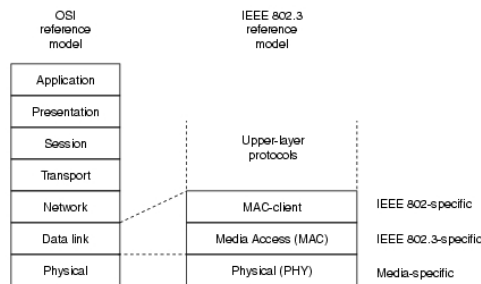 OSI
reference
model
IEEE 802.3
reference
model
Application
Presentation
Session
Transport
Network
Data link
Physical
Upper-layer
protocols
MAC-client
Media Access (MAC)
Physical (PHY)
IEEE 802-specific
IEEE 802.3-specific
Media-specific